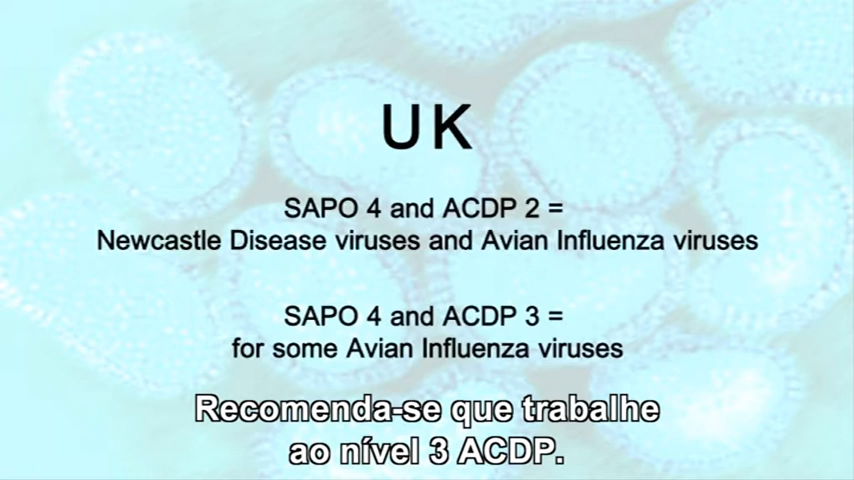 UK
SAPO 4 and ACDP 2 =
Newcastle Disease viruses and Avian Influenza viruses
SAPO 4 and ACDP 3 =
for some Avian Influenza viruses
Recomenda-se que trabalhe
ao nível 3 ACDP.